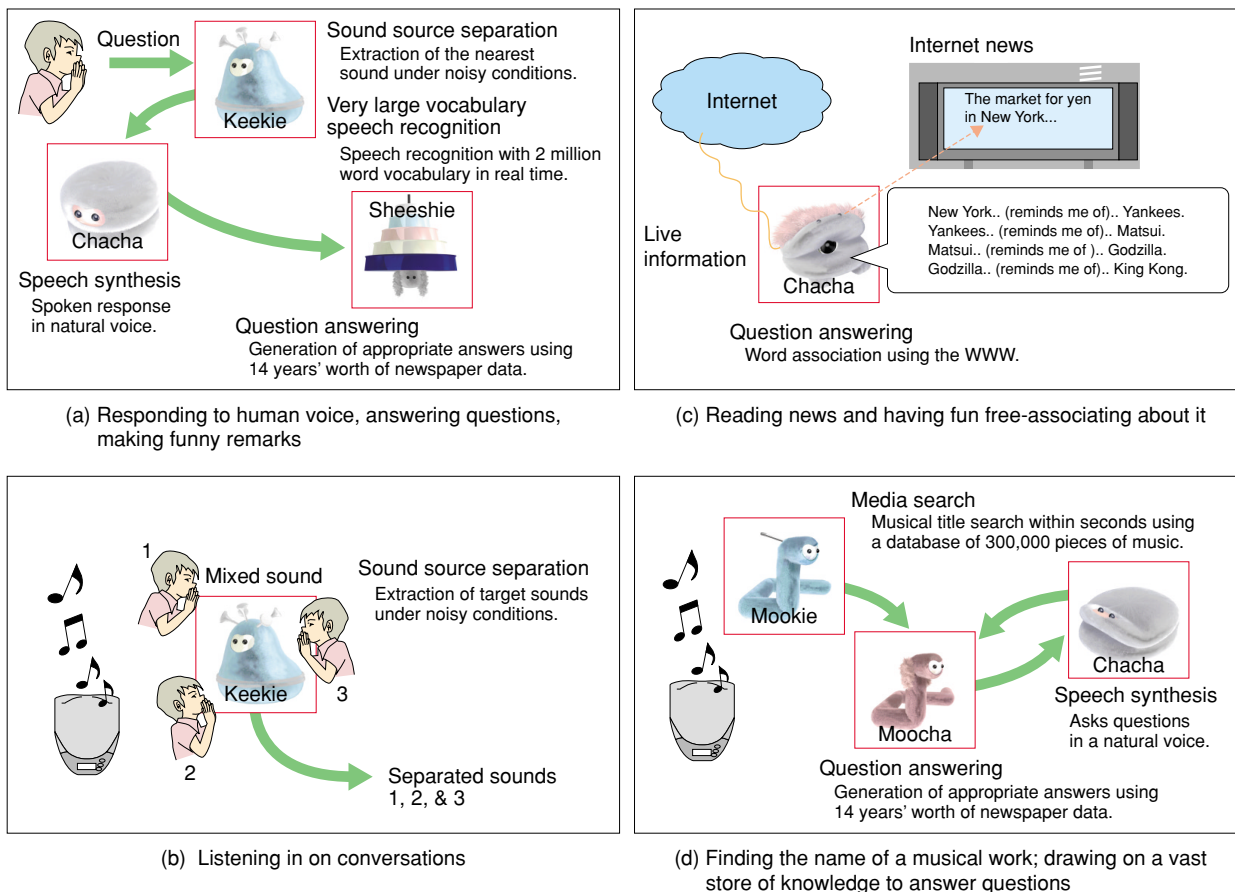 Question
Keekie
Sound source separation
Extraction of the nearest
sound under noisy conditions.
Very large vocabulary
speech recognition
Speech recognition with 2 million
word vocabulary in real time.
Chacha
Speech synthesis
Spoken response
in natural voice.
Sheeshie
Question answering
Generation of appropriate answers using
14 years’ worth of newspaper data.
(a) Responding to human voice, answering questions,
making funny remarks
Internet
Internet news
The market for yen
in New York...
Live
information
Chacha
New York.. (reminds me of).. Yankees.
Yankees.. (reminds me of).. Matsui.
Matsui.. (reminds me of ).. Godzilla.
Godzilla.. (reminds me of).. King Kong.
Question answering
Word association using the WWW.
(c) Reading news and having fun free-associating about it
1
Mixed sound
Keekie
2
3
Sound source separation
Extraction of target sounds
under noisy conditions.
Separated sounds
1, 2, & 3
(b) Listening in on conversations
Media search
Musical title search within seconds using
a database of 300,000 pieces of music.
Mookie
Moocha
Chacha
Speech synthesis
Asks questions
in a natural voice.
Question answering
Generation of appropriate answers using
14 years’ worth of newspaper data.
(d) Finding the name of a musical work; drawing on a vast
store of knowledge to answer questions